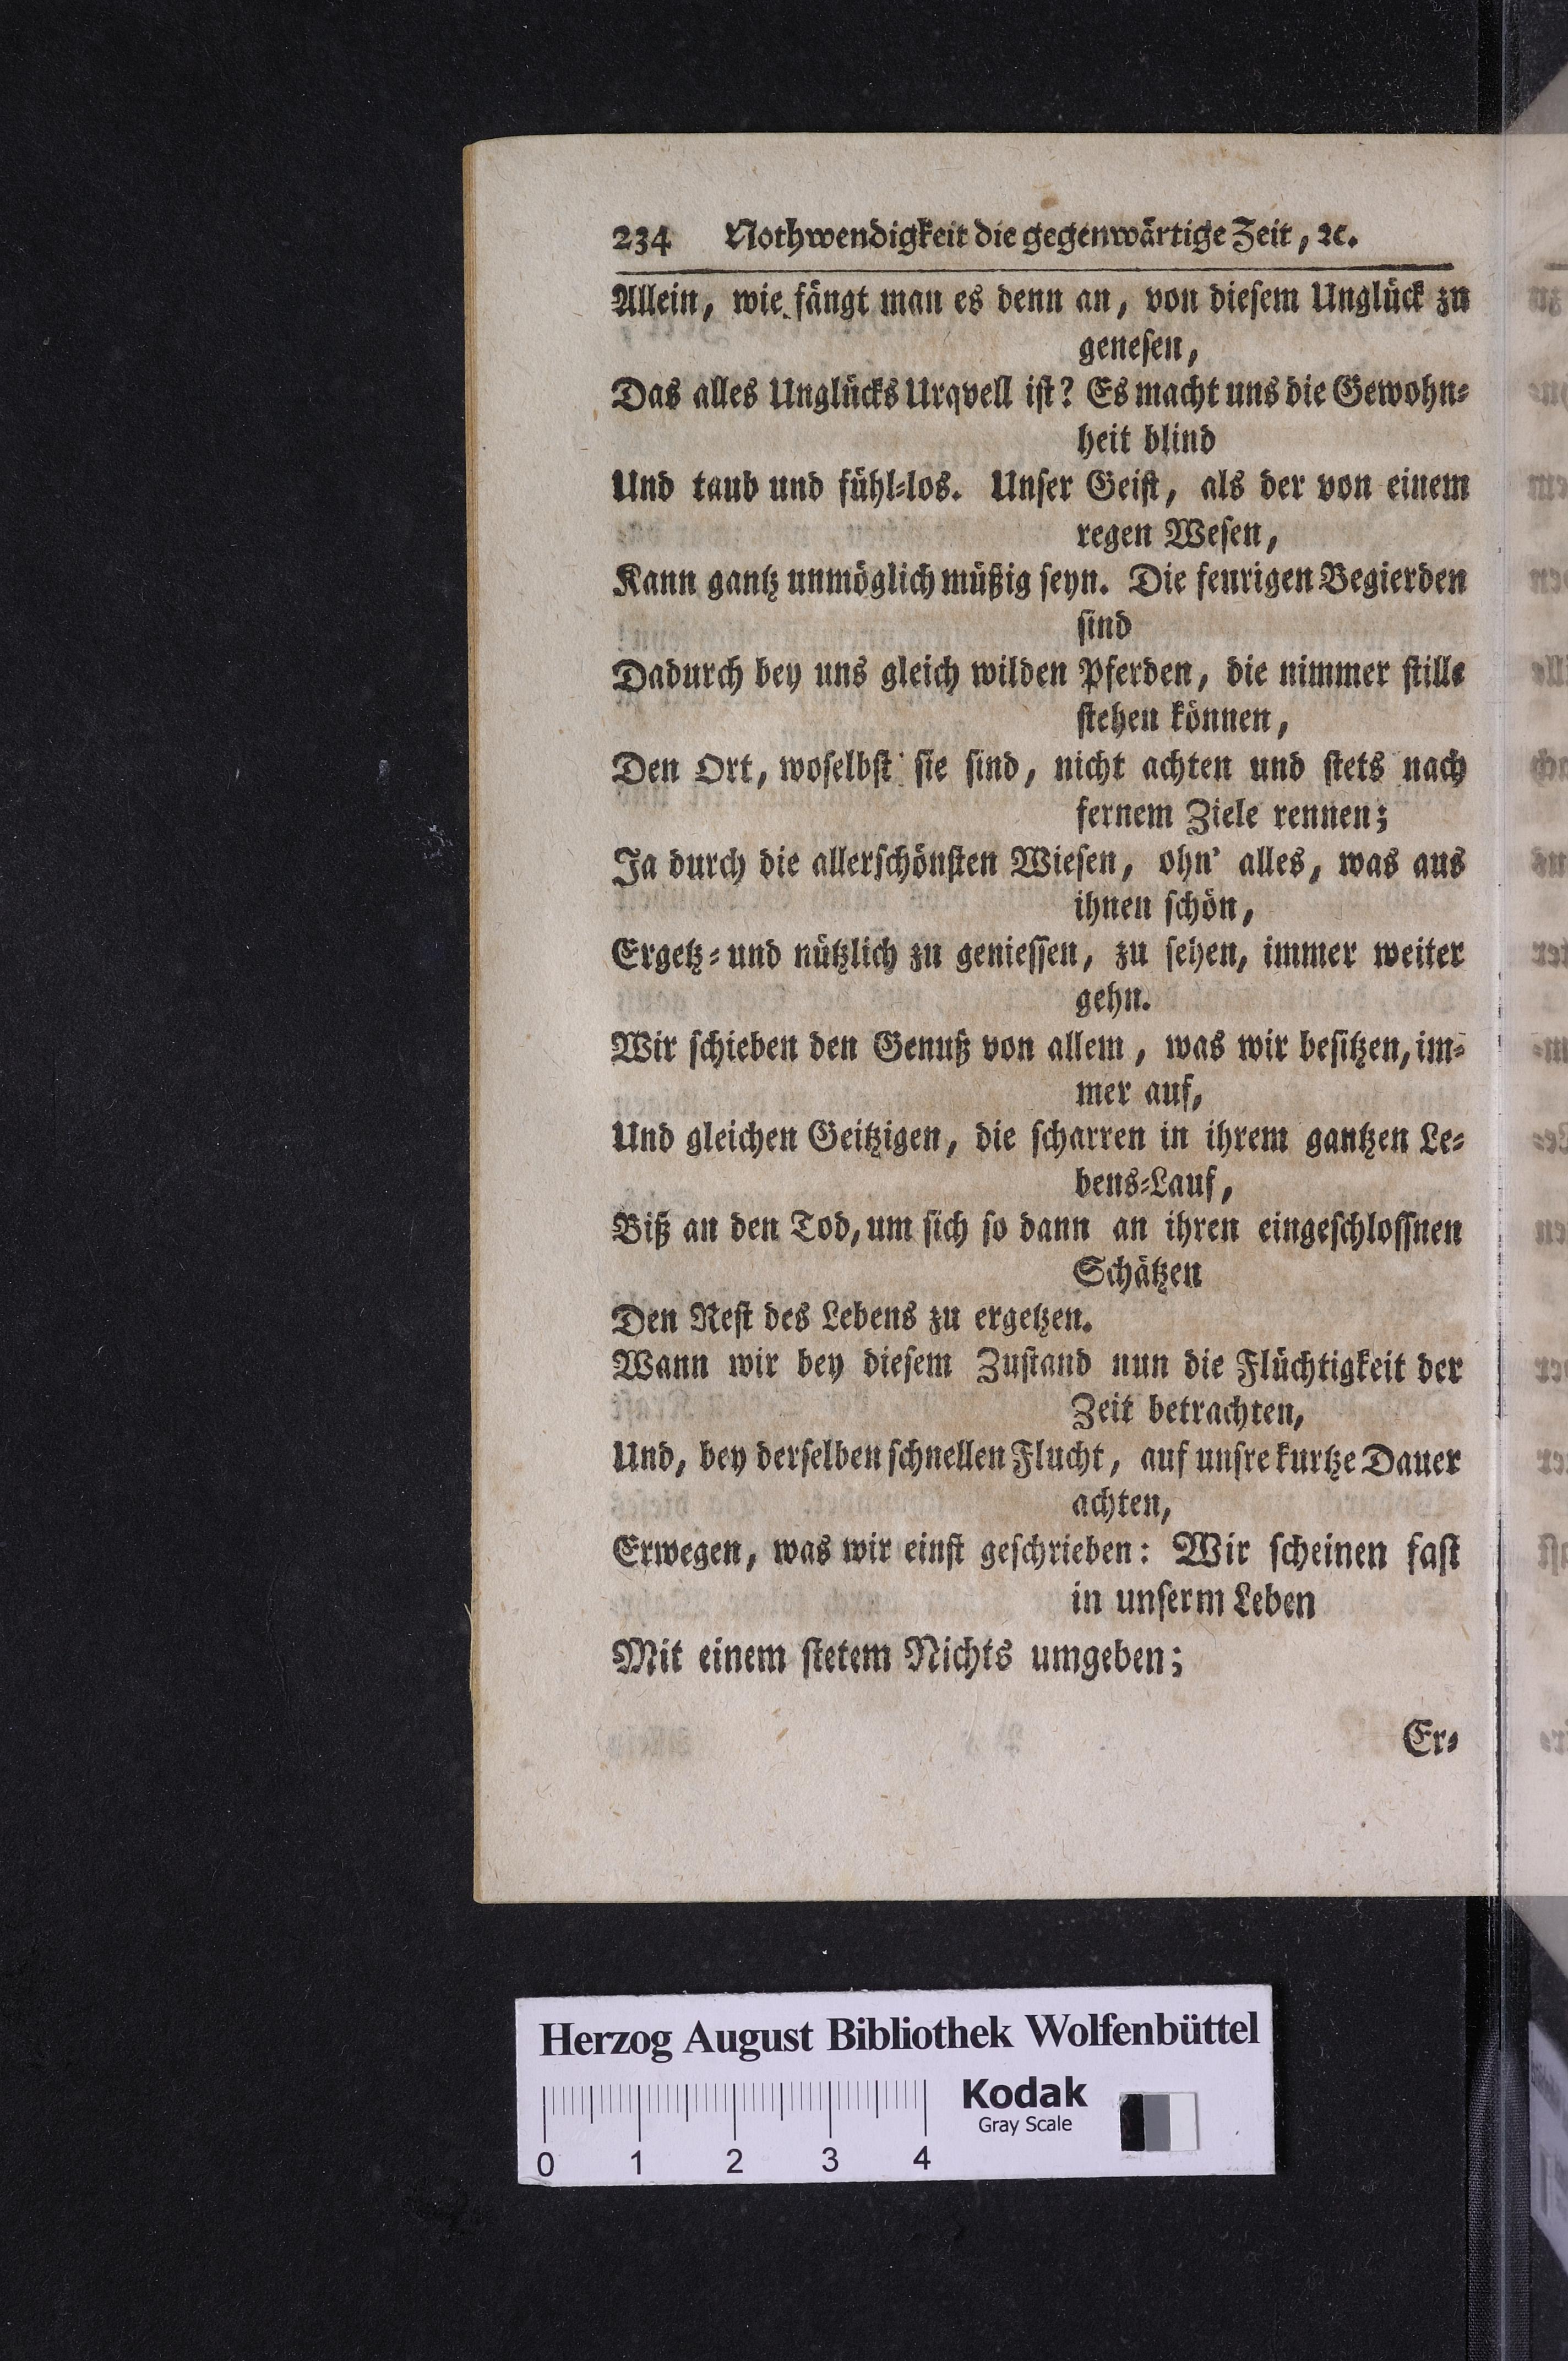 234 Nothwendigkeit die gegenwärtige Zeit, ꝛc.
Allein, wie fängt man es denn an, von diesem Unglück zu
genesen,
Das alles Unglücks Urqvell ist? Es macht uns die Gewohn⸗
heit blind
Und taub und fühl⸗los. Unser Geist, als der von einem
regen Wesen,
Kann gantz unmöglich müßig seyn. Die feurigen Begierden
sind
Dadurch bey uns gleich wilden Pferden, die nimmer stille
stehen können,
Den Ort, woselbst sie sind, nicht achten und stets nach
fernem Ziele rennen;
Ja durch die allerschönsten Wiesen, ohn' alles, was aus
ihnen schön,
Ergetz⸗ und nützlich zu geniessen, zu sehen, immer weiter
gehn.
Wir schieben den Genuß von allem, was wir besitzen, im⸗
mer auf,
Und gleichen Geitzigen, die scharren in ihrem gantzen Le⸗
bens⸗Lauf,
Biß an den Tod, um sich so dann an ihren eingeschlossnen
Schätzen
Den Rest des Lebens zu ergetzen.
Wann wir bey diesem Zustand nun die Flüchtigkeit der
Zeit betrachten,
Und, bey derselben schnellen Flucht, auf unsre kurtze Dauer
achten,
Erwegen, was wir einst geschrieben: Wir scheinen fast
in unserm Leben
Mit einem stetem Nichts umgeben;
Er⸗
Herzog August Bibliothek Wolfenbüttel
Kodak
Gray Scale
0 1 2 3 4